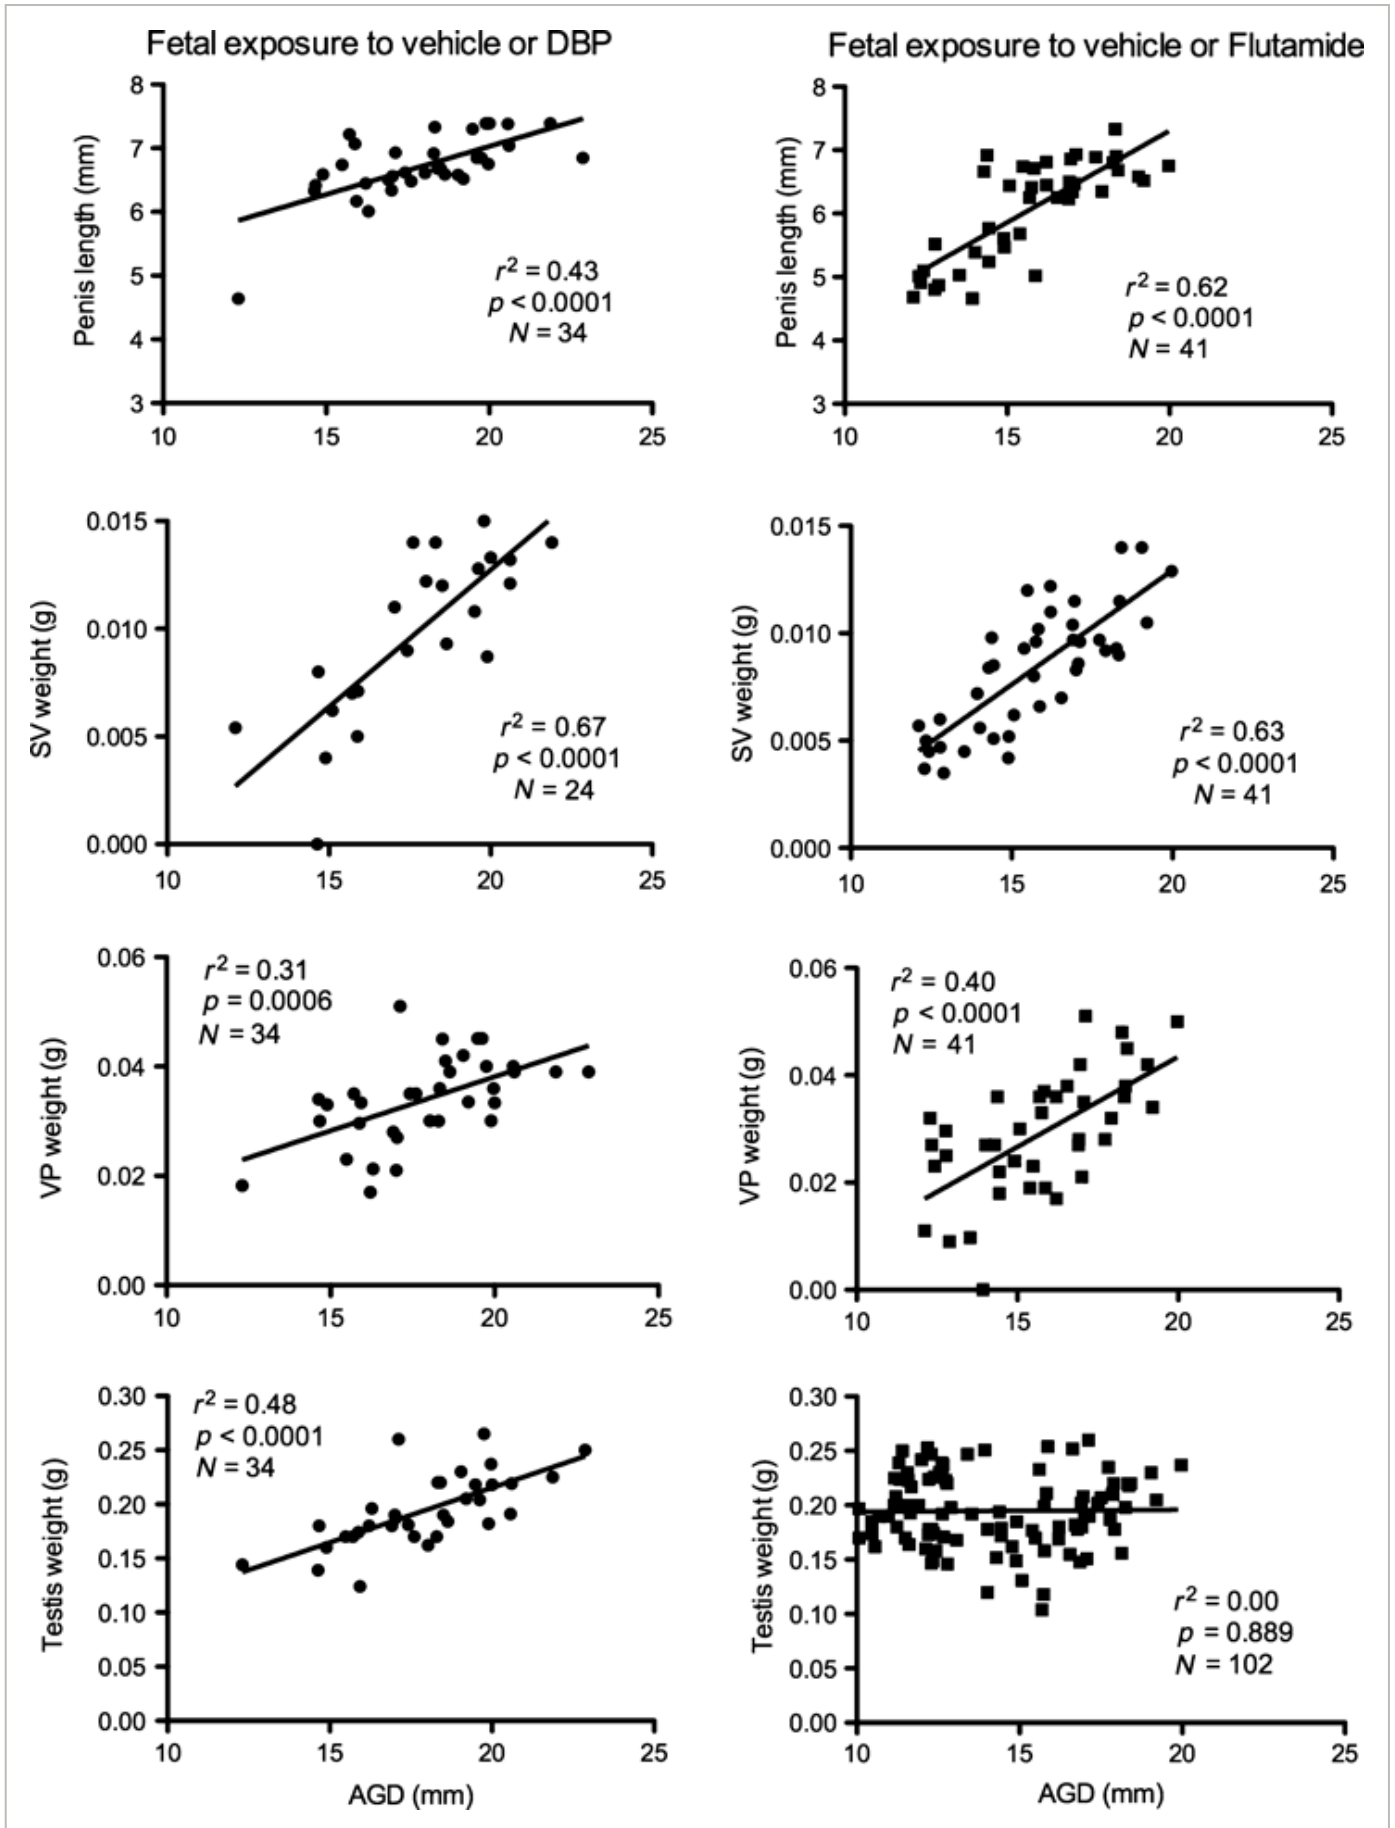 Fetal exposure to vehicle or DBP
Penis length (mm)
8
7
6
5
4
3
r² = 0.43
p < 0.0001
N = 34
10 15 20 25
Fetal exposure to vehicle or Flutamide
Penis length (mm)
8
7
6
5
4
3
r² = 0.62
p < 0.0001
N = 41
10 15 20 25
SV weight (g)
0.015
0.010
0.005
0.000
r² = 0.67
p < 0.0001
N = 24
10 15 20 25
SV weight (g)
0.015
0.010
0.005
0.000
r² = 0.63
p < 0.0001
N = 41
10 15 20 25
VP weight (g)
0.06
0.04
0.02
0.00
r² = 0.31
p = 0.0006
N = 34
10 15 20 25
VP weight (g)
0.06
0.04
0.02
0.00
r² = 0.40
p < 0.0001
N = 41
10 15 20 25
Testis weight (g)
0.30
0.25
0.20
0.15
0.10
0.05
0.00
r² = 0.48
p < 0.0001
N = 34
10 15 20 25
AGD (mm)
Testis weight (g)
0.30
0.25
0.20
0.15
0.10
0.05
0.00
r² = 0.00
p = 0.889
N = 102
10 15 20 25
AGD (mm)